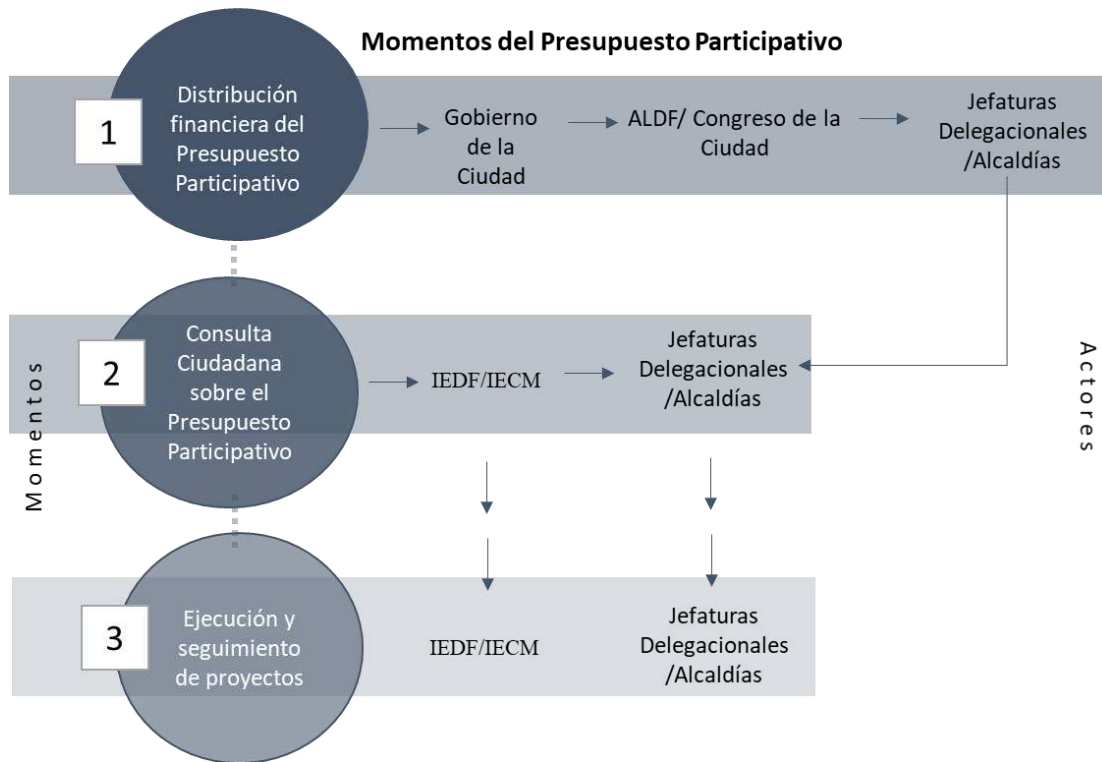 Momentos del Presupuesto Participativo
1
Distribución
financiera del
Presupuesto
Participativo
Gobierno
de la
Ciudad
ALDF/ Congreso de la
Ciudad
Jefaturas
Delegacionales
/Alcaldías
Momentos
Actores
2
Consulta
Ciudadana
sobre el
Presupuesto
Participativo
IEDF/IECM
Jefaturas
Delegacionales
/Alcaldías
3
Ejecución y
seguimiento
de proyectos
IEDF/IECM
Jefaturas
Delegacionales
/Alcaldías